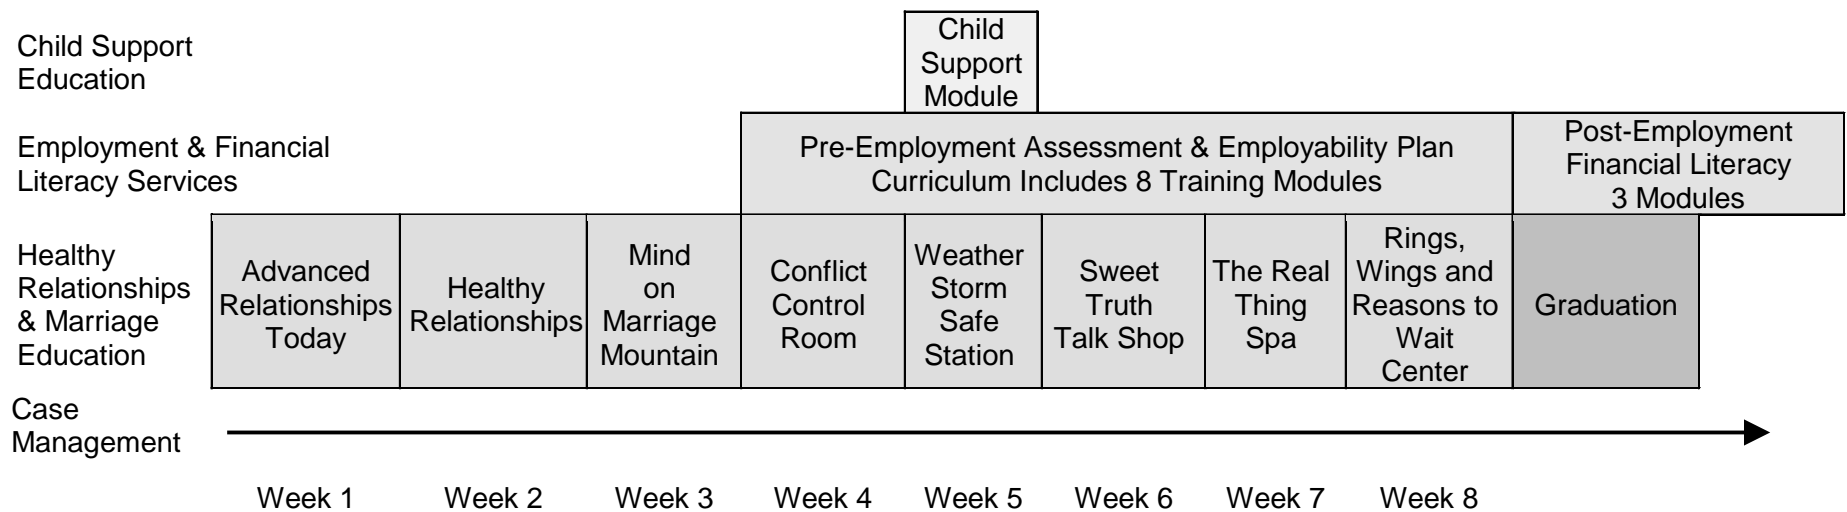 Child Support
Education
Child
Support
Module
Employment & Financial
Literacy Services
Pre-Employment Assessment & Employability Plan
Curriculum Includes 8 Training Modules
Post-Employment
Financial Literacy
3 Modules
Healthy
Relationships
& Marriage
Education
Advanced
Relationships
Today
Healthy
Relationships
Mind
on
Marriage
Mountain
Conflict
Control
Room
Weather
Storm
Safe
Station
Sweet
Truth
Talk Shop
The Real
Thing
Spa
Rings,
Wings and
Reasons to
Wait
Center
Graduation
Case
Management
Week 1
Week 2
Week 3
Week 4
Week 5
Week 6
Week 7
Week 8